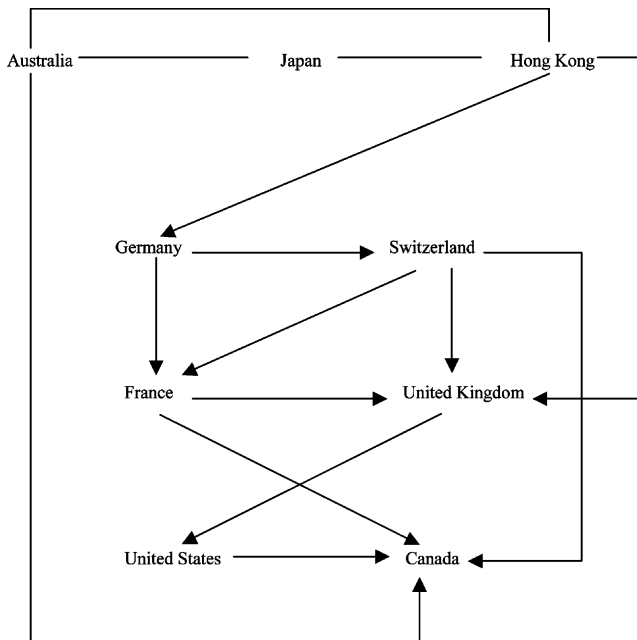 Australia
Japan
Hong Kong
Germany
Switzerland
France
United Kingdom
United States
Canada